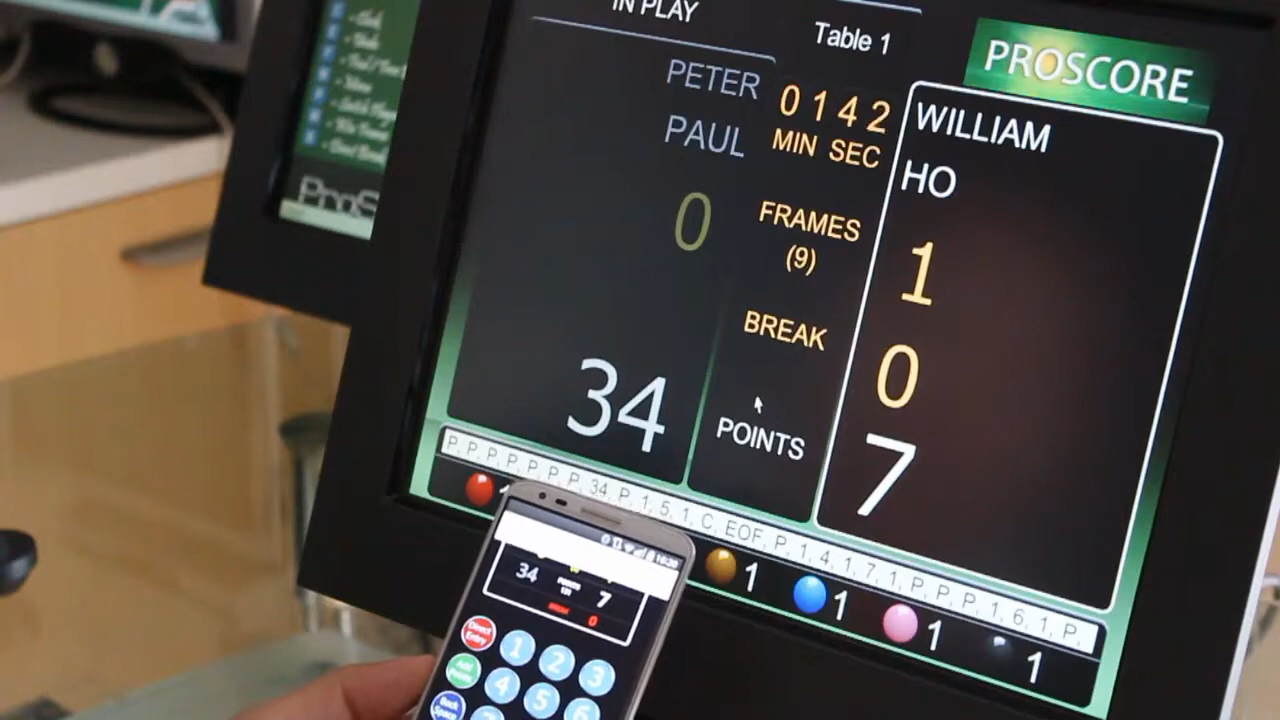 IN PLAY
Table 1
PROSCORE
PETER
PAUL
0 1 4 2
MIN SEC
WILLIAM
HO
0
FRAMES
(9)
1
BREAK
0
34
POINTS
7
P, P, P, P, P, P, P, 34, P, 1, 5, 1, C, EOF, P, 1, 4, 1, 7, 1, P, P, P, 1, 6, 1, P,
1
1
1
1
34
7
0
Direct
Entry
1
2
3
4
5
6
Back
Space